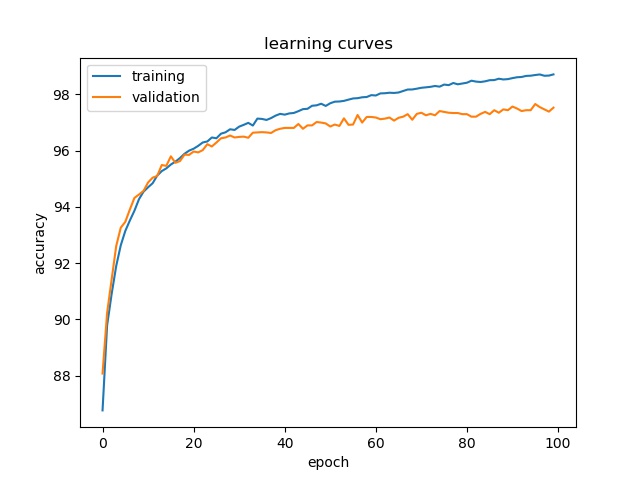 learning curves
training
validation
accuracy
98
96
94
92
90
88
0 20 40 60 80 100
epoch